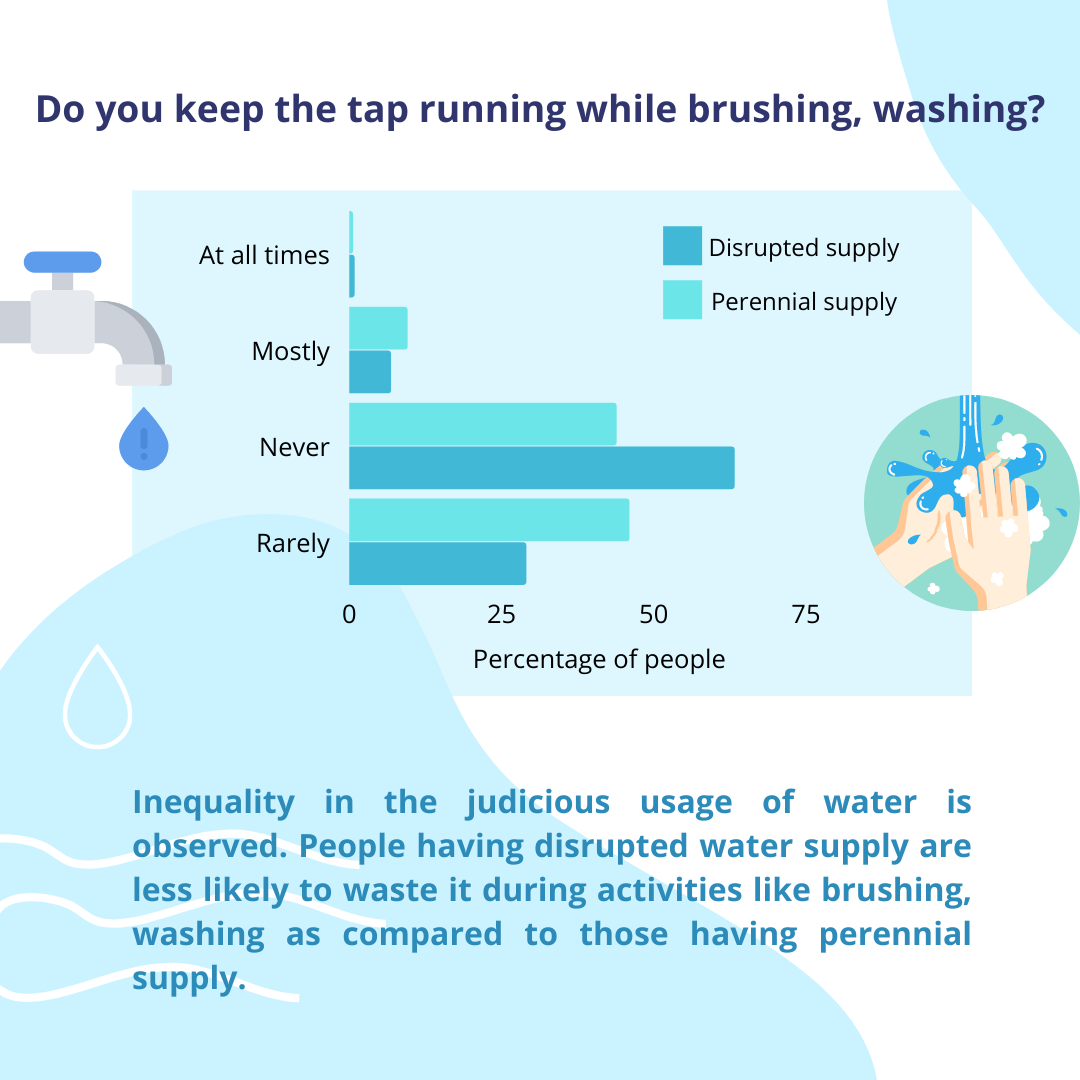 Do you keep the tap running while brushing, washing?
At all times
Disrupted supply
Perennial supply
Mostly
Never
Rarely
0 25 50 75
Percentage of people
Inequality in the judicious usage of water is
observed. People having disrupted water supply are
less likely to waste it during activities like brushing,
washing as compared to those having perennial
supply.